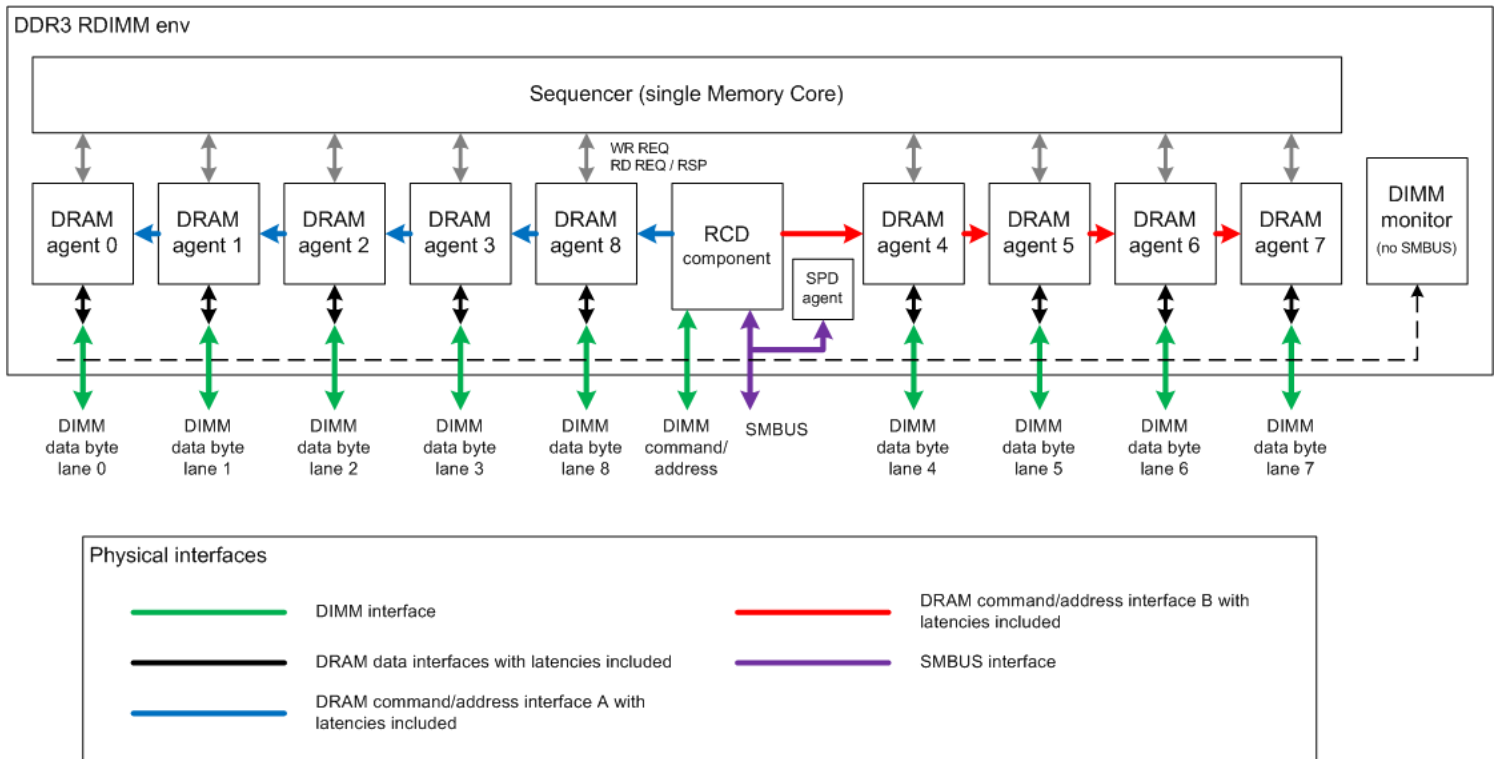 DDR3 RDIMM env
Sequencer (single Memory Core)
WR REQ
RD REQ / RSP
DRAM
agent 0
DRAM
agent 1
DRAM
agent 2
DRAM
agent 3
DRAM
agent 8
RCD
component
SPD
agent
DRAM
agent 4
DRAM
agent 5
DRAM
agent 6
DRAM
agent 7
DIMM
monitor
(no SMBUS)
DIMM
data byte
lane 0
DIMM
data byte
lane 1
DIMM
data byte
lane 2
DIMM
data byte
lane 3
DIMM
data byte
lane 8
DIMM
command/
address
SMBUS
DIMM
data byte
lane 4
DIMM
data byte
lane 5
DIMM
data byte
lane 6
DIMM
data byte
lane 7
Physical interfaces
DIMM interface
DRAM data interfaces with latencies included
DRAM command/address interface A with
latencies included
DRAM command/address interface B with
latencies included
SMBUS interface